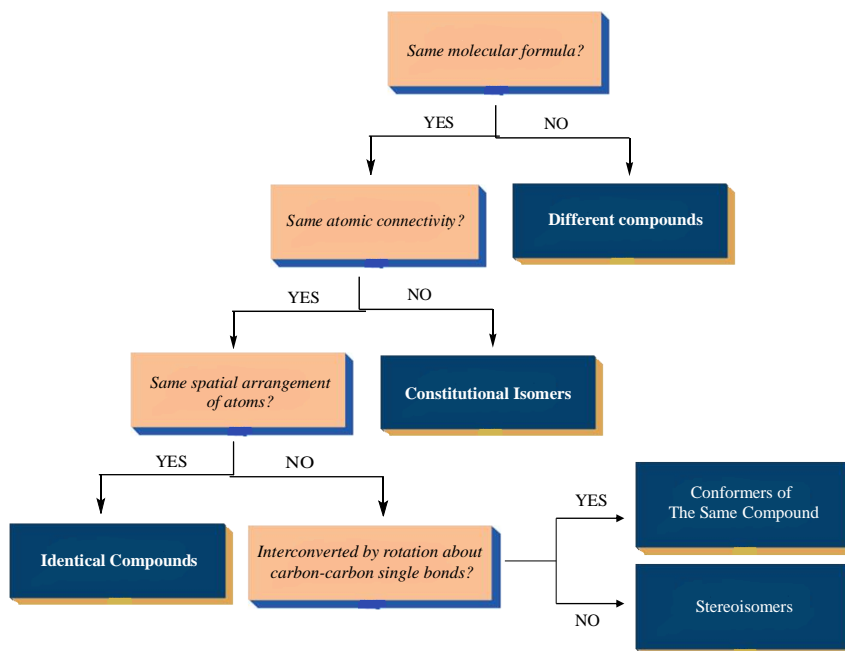 Same molecular formula?
YES
NO
Same atomic connectivity?
Different compounds
YES
NO
Same spatial arrangement
of atoms?
Constitutional Isomers
YES
NO
Identical Compounds
Interconverted by rotation about
carbon-carbon single bonds?
YES
Conformers of
The Same Compound
NO
Stereoisomers